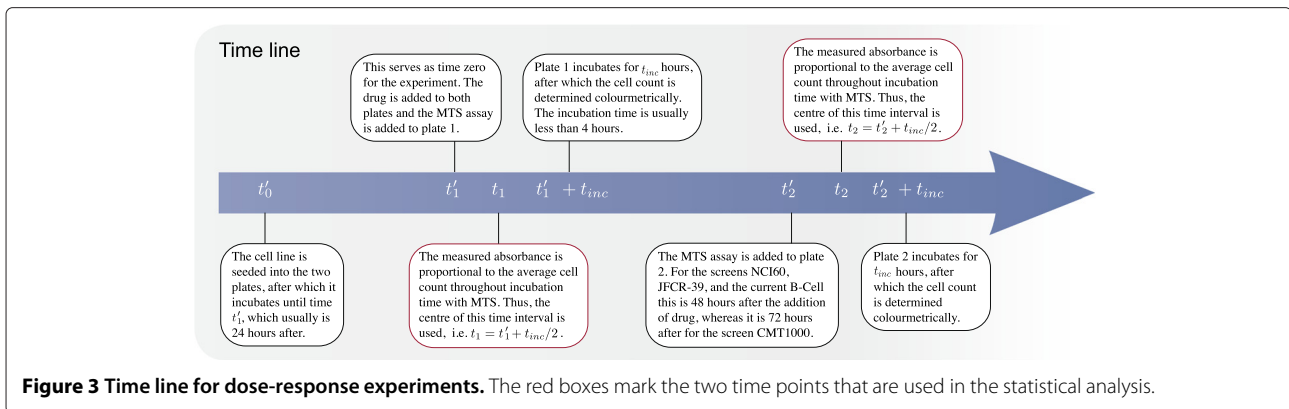 Time line
This serves as time zero
for the experiment. The
drug is added to both
plates and the MTS assay
is added to plate 1.
Plate 1 incubates for t_inc hours,
after which the cell count is
determined colourmetrically.
The incubation time is usually
less than 4 hours.
The measured absorbance is
proportional to the average cell
count throughout incubation
time with MTS. Thus, the
centre of this time interval is
used, i.e. t₂ = t′₂ + t_inc/2.
t′₀ t′₁ t₁ t′₁ + t_inc t′₂ t₂ t′₂ + t_inc
The cell line is
seeded into the two
plates, after which it
incubates until time
t′₁, which usually is
24 hours after.
The measured absorbance is
proportional to the average cell
count throughout incubation
time with MTS. Thus, the
centre of this time interval is
used, i.e. t₁ = t′₁ + t_inc/2.
The MTS assay is added to plate
2. For the screens NCI60,
JFCR-39, and the current B-Cell
this is 48 hours after the addition
of drug, whereas it is 72 hours
after for the screen CMT1000.
Plate 2 incubates for
t_inc hours, after
which the cell count
is determined
colourmetrically.
Figure 3 Time line for dose-response experiments. The red boxes mark the two time points that are used in the statistical analysis.